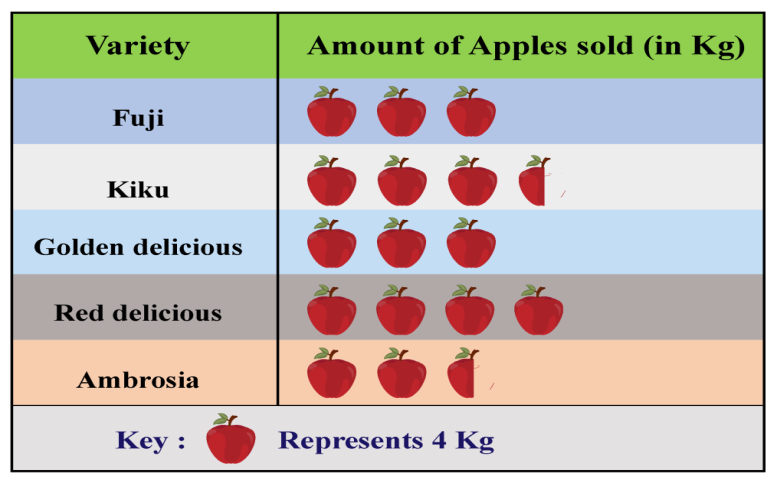 Variety Amount of Apples sold (in Kg)
Fuji
Kiku
Golden delicious
Red delicious
Ambrosia
Key : Represents 4 Kg